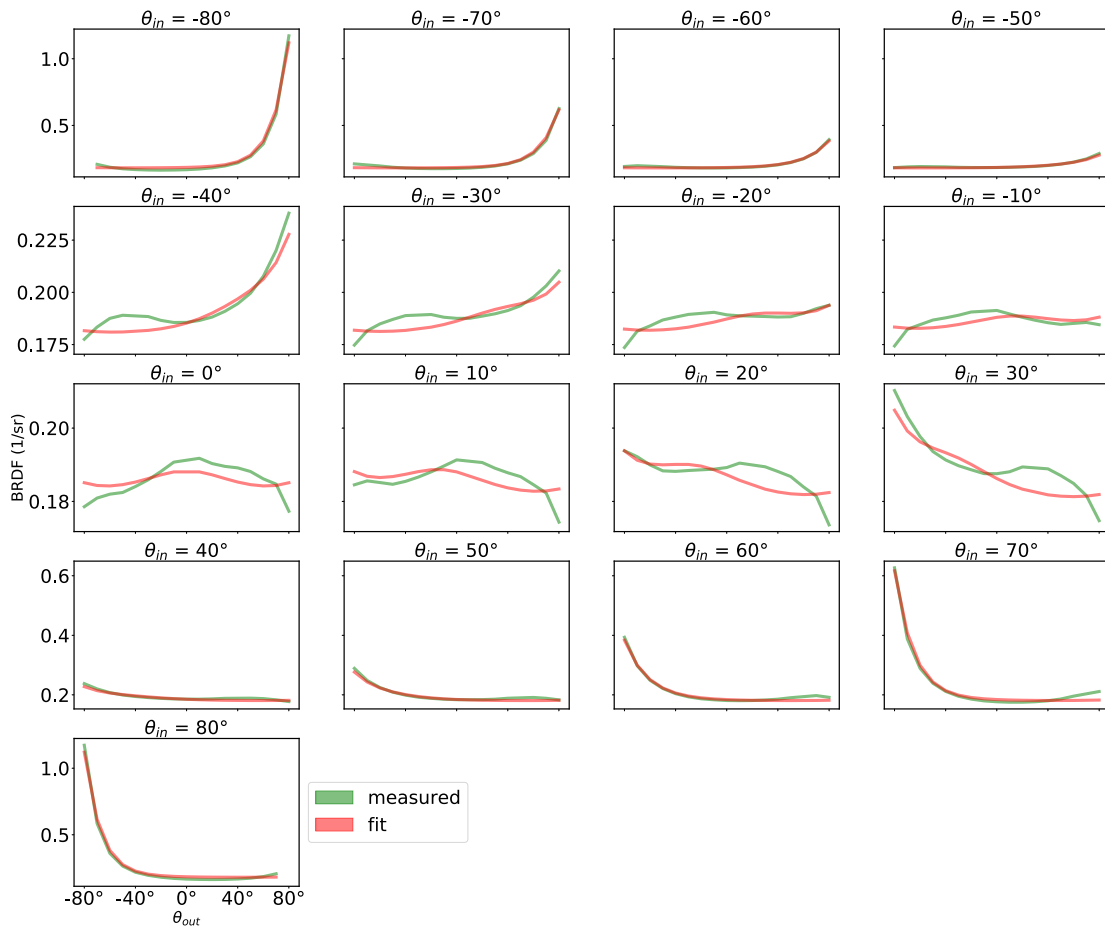 θin = -80° θin = -70° θin = -60° θin = -50°
1.0
0.5
θin = -40° θin = -30° θin = -20° θin = -10°
0.225
0.200
0.175
θin = 0° θin = 10° θin = 20° θin = 30°
0.20
0.18
BRDF (1/sr)
θin = 40° θin = 50° θin = 60° θin = 70°
0.6
0.4
0.2
θin = 80°
1.0
0.5
-80° -40° 0° 40° 80°
θout
measured
fit